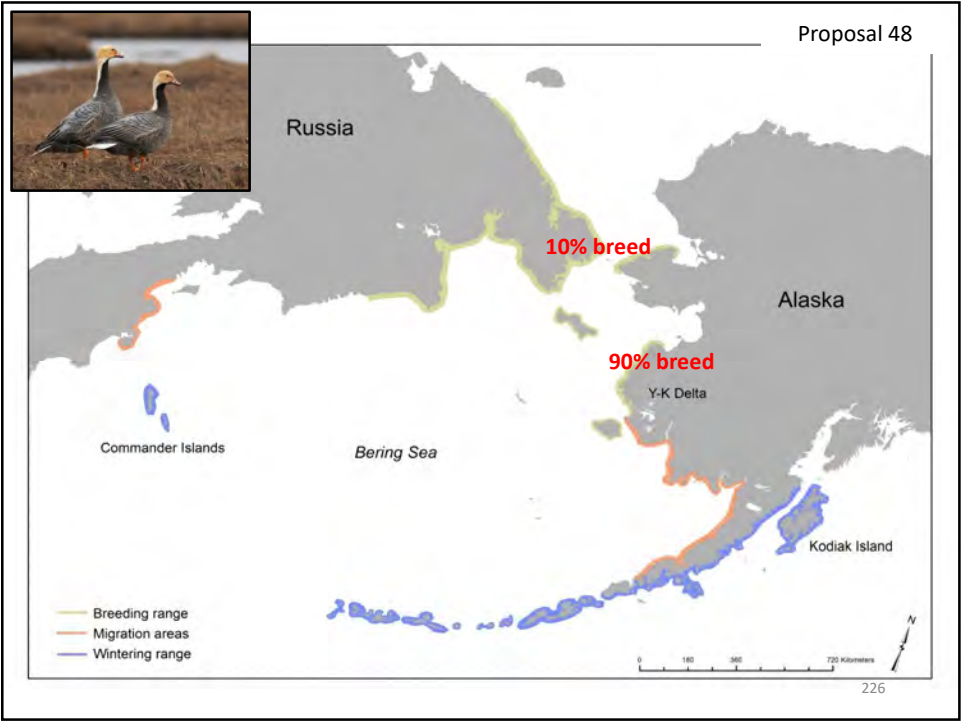 Proposal 48
Russia
10% breed
Alaska
90% breed
Y-K Delta
Commander Islands
Bering Sea
Kodiak Island
Breeding range
Migration areas
Wintering range
N
0 180 360 720 Kilometers
226